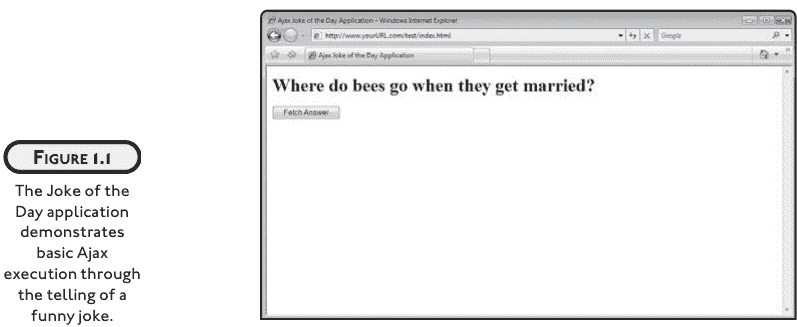 FIGURE 1.1
The Joke of the
Day application
demonstrates
basic Ajax
execution through
the telling of a
funny joke.
Ajax Joke of the Day Application - Windows Internet Explorer
http://www.yourURL.com/test/index.html
Google
Ajax Joke of the Day Application
Where do bees go when they get married?
Fetch Answer